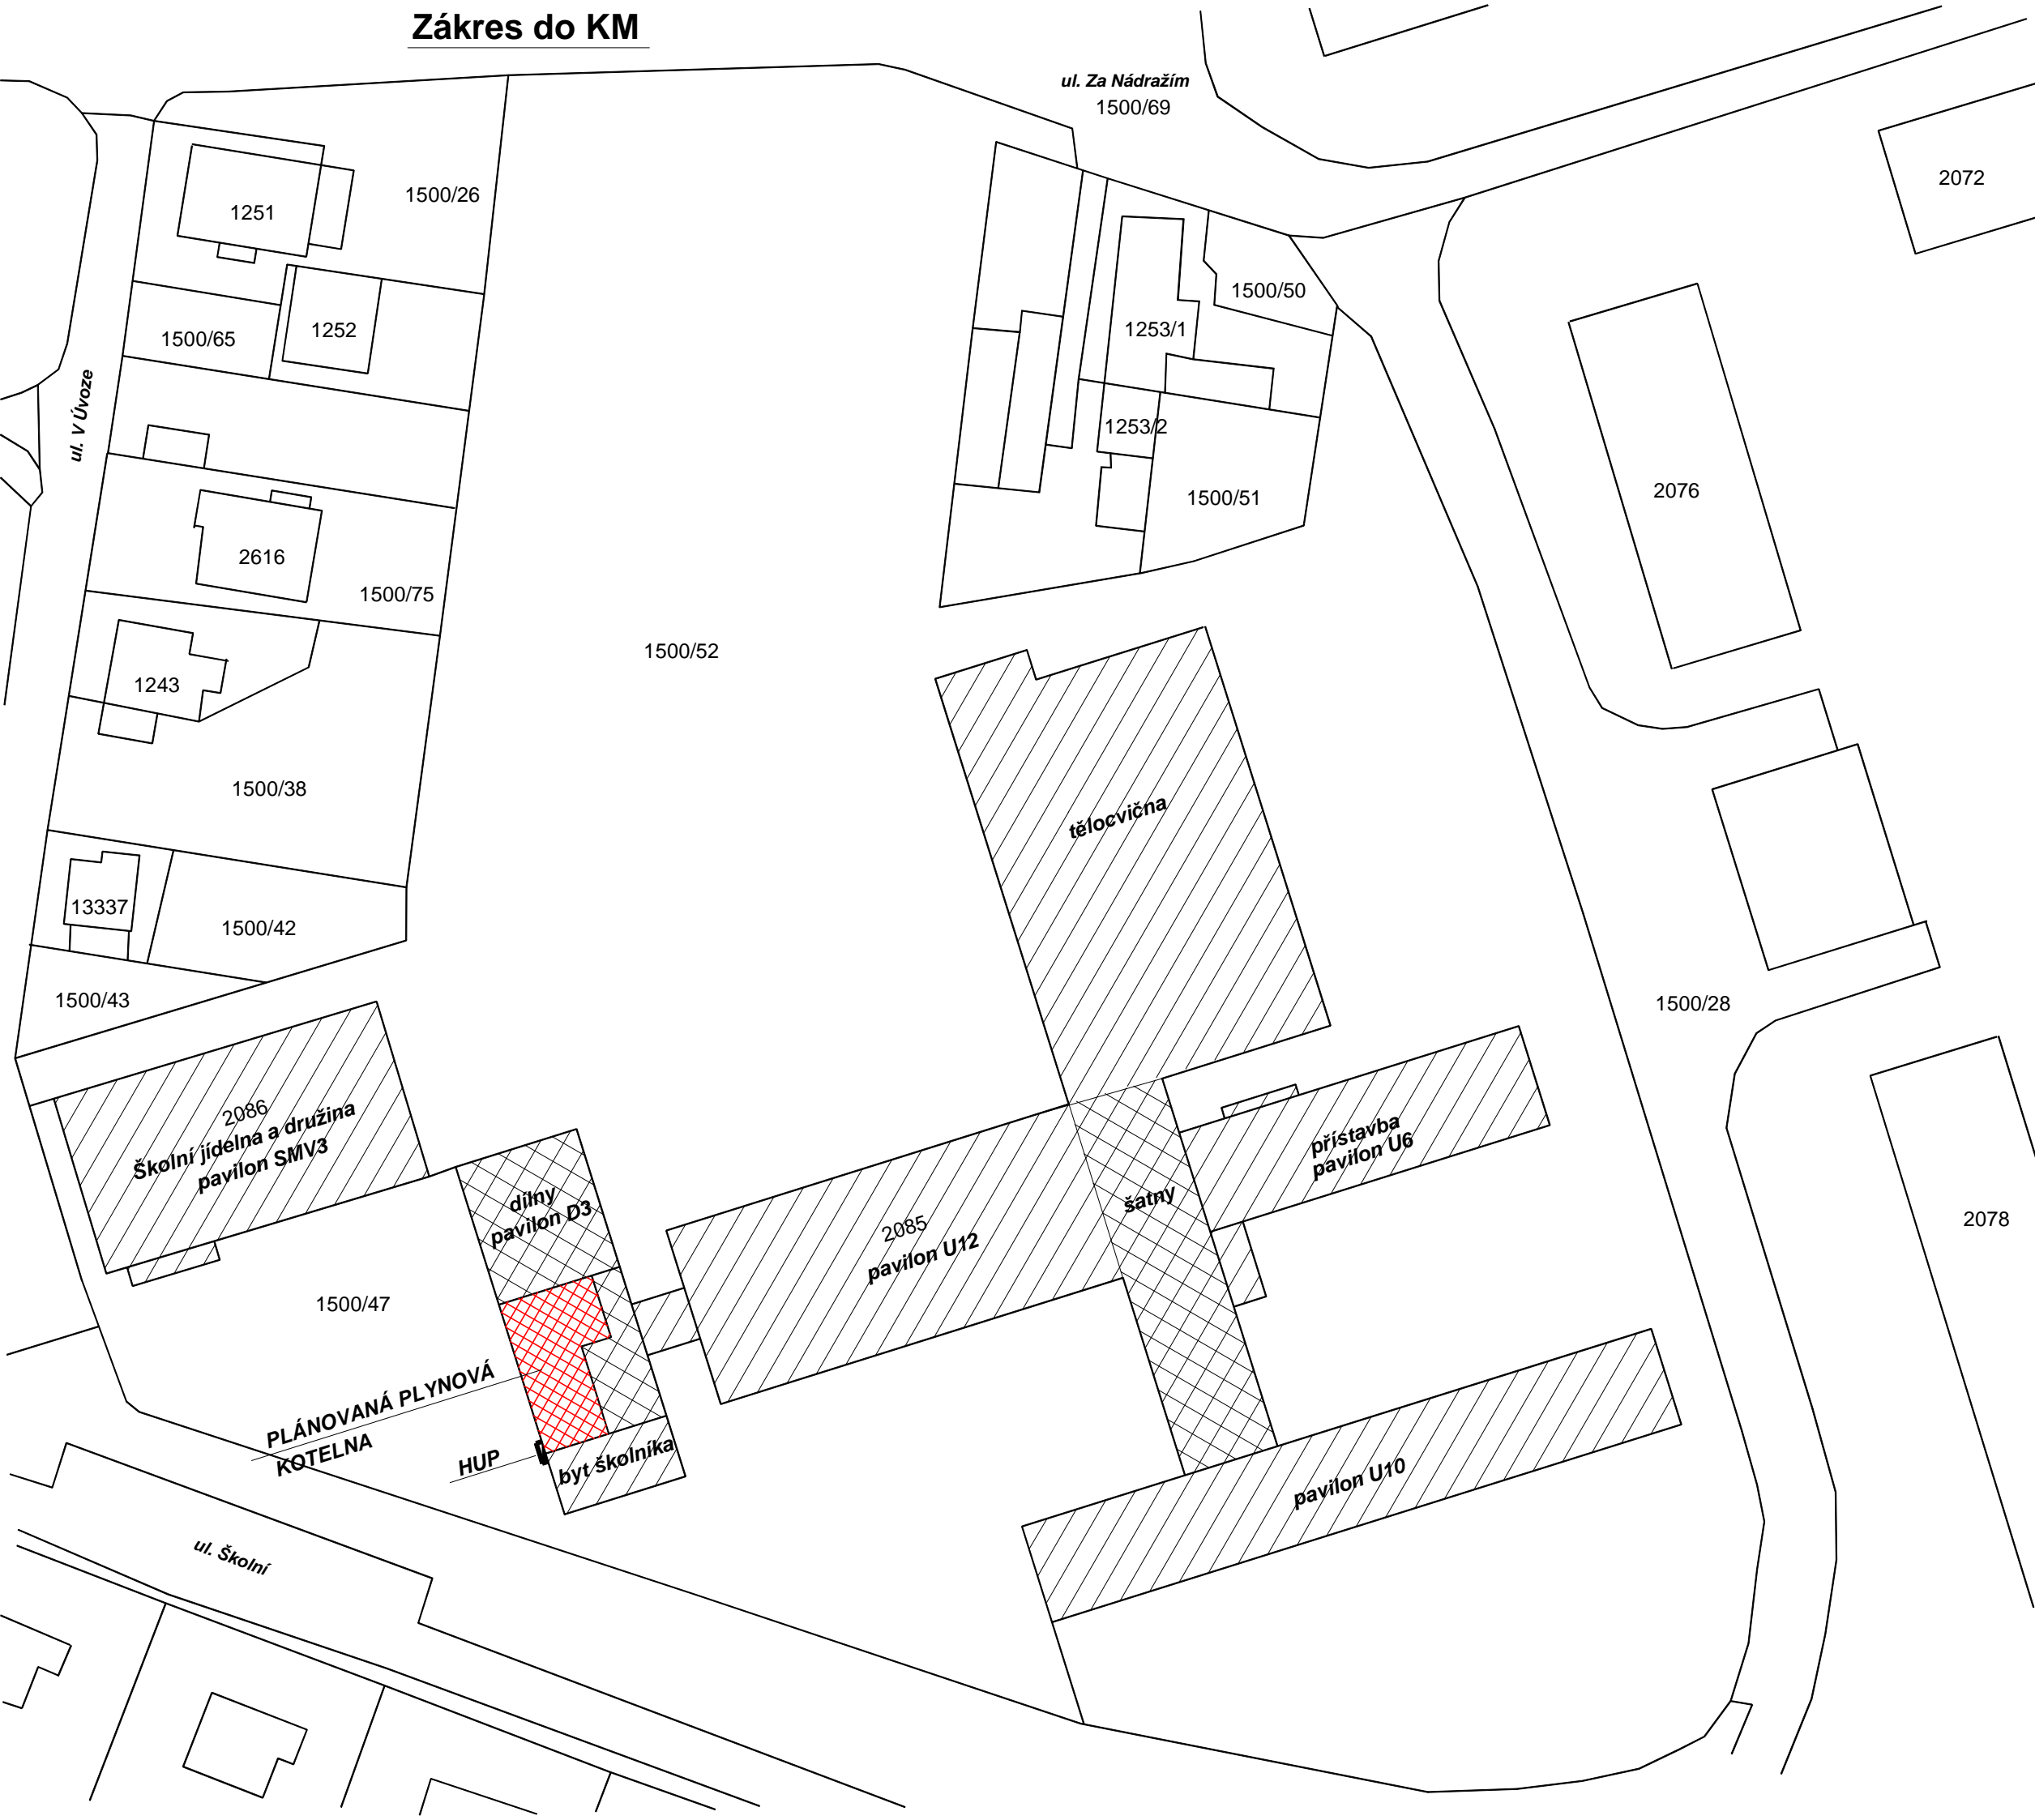 Zákres do KM
ul. Za Nádražím
1500/69
2072
1500/26
1251
1500/50
1252
1500/65
1253/1
ul. V Úvoze
1253/2
2076
1500/51
2616
1500/75
1500/52
1243
1500/38
tělocvična
13337
1500/42
1500/43
1500/28
2086
Školní jídelna a družina
pavilon SMV3
dílny
pavilon D3
přístavba
pavilon U6
šatny
2085
pavilon U12
2078
1500/47
PLÁNOVANÁ PLYNOVÁ
KOTELNA
HUP
byt školníka
pavilon U10
ul. Školní